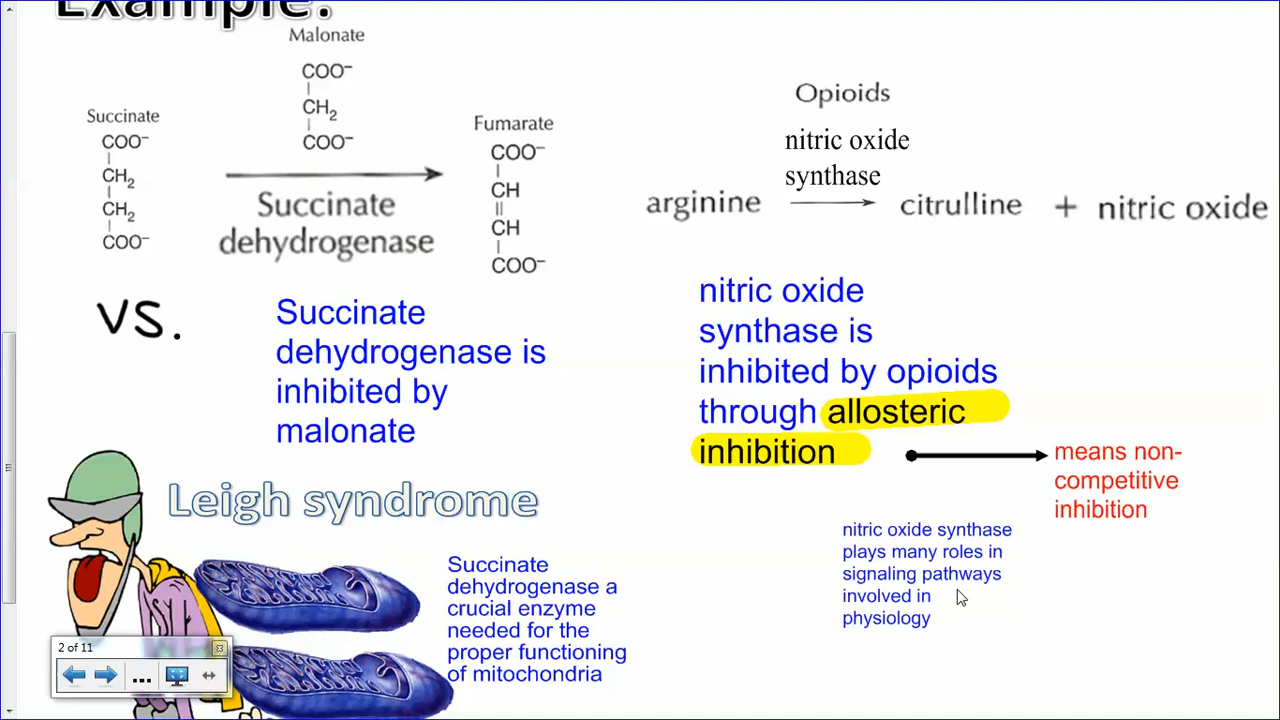 Example:
Malonate
COO⁻
CH₂
COO⁻
Succinate
COO⁻
CH₂
CH₂
COO⁻
Succinate
dehydrogenase
Fumarate
COO⁻
CH
CH
COO⁻
Opioids
nitric oxide
synthase
arginine
citrulline + nitric oxide
vs.
Succinate
dehydrogenase is
inhibited by
malonate
nitric oxide
synthase is
inhibited by opioids
through allosteric
inhibition
means non-
competitive
inhibition
Leigh syndrome
Succinate
dehydrogenase a
crucial enzyme
needed for the
proper functioning
of mitochondria
nitric oxide synthase
plays many roles in
signaling pathways
involved in
physiology
2 of 11